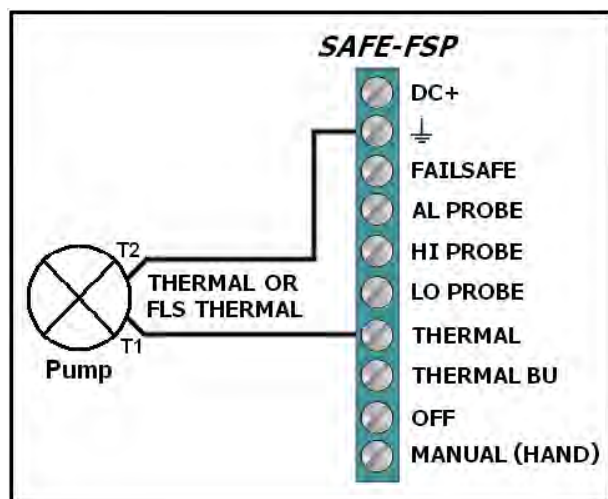 SAFE-FSP
DC+
⏚
FAILSAFE
AL PROBE
HI PROBE
LO PROBE
THERMAL
THERMAL BU
OFF
MANUAL (HAND)
T2
THERMAL OR
FLS THERMAL
T1
Pump